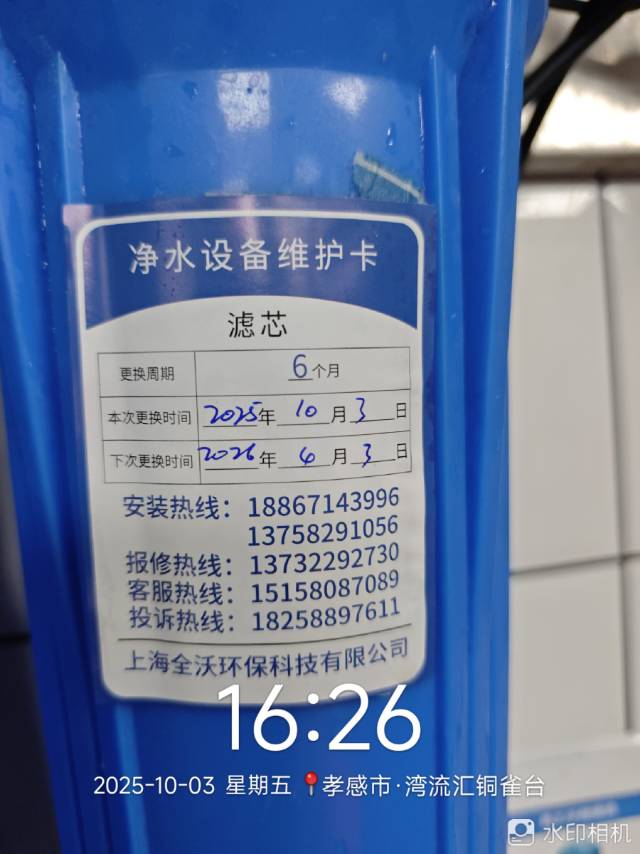 净水设备维护卡
滤芯
更换周期 6个月
本次更换时间 2025年 10 月 3 日
下次更换时间 2026年 4 月 3 日
安装热线：18867143996
13758291056
报修热线：13732292730
客服热线：15158087089
投诉热线：18258897611
上海全沃环保科技有限公司
16:26
2025-10-03 星期五 孝感市·湾流汇铜雀台
水印相机